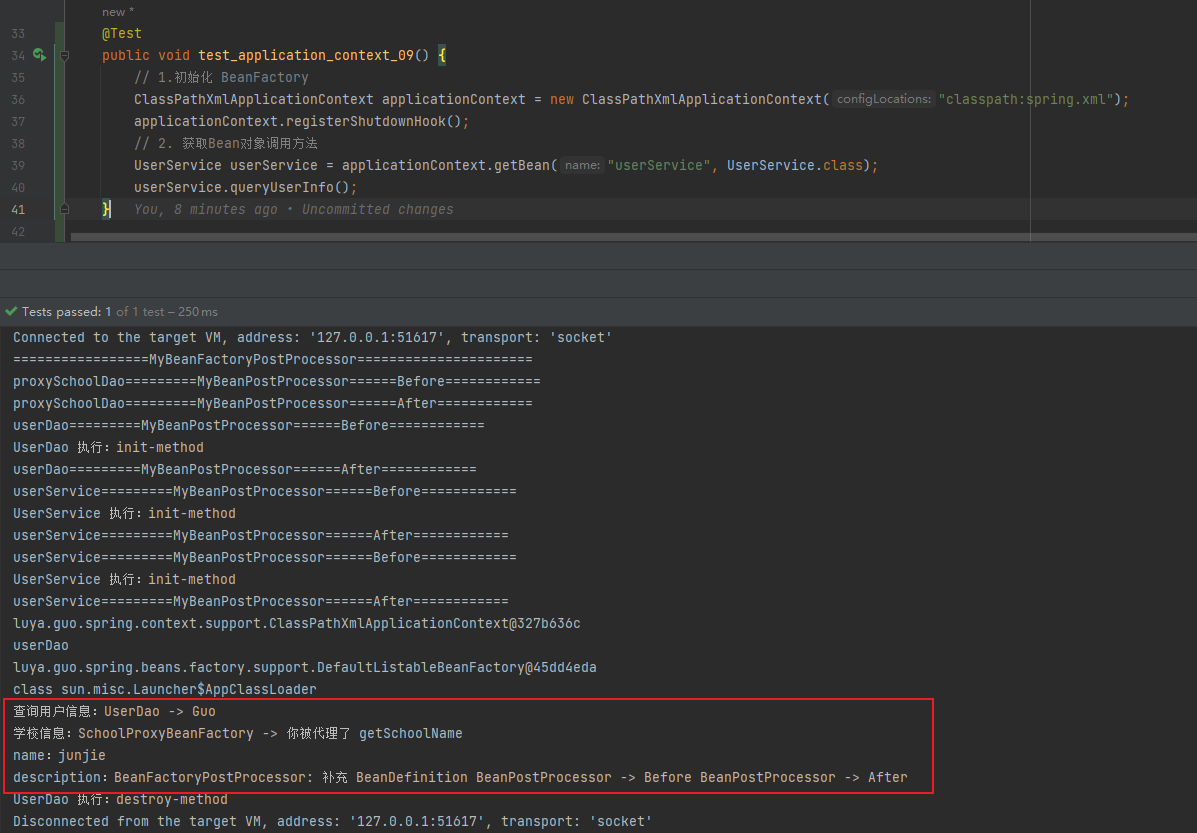 new *
33 @Test
34 public void test_application_context_09() {
35 // 1.初始化 BeanFactory
36 ClassPathXmlApplicationContext applicationContext = new ClassPathXmlApplicationContext( configLocations: "classpath:spring.xml");
37 applicationContext.registerShutdownHook();
38 // 2. 获取Bean对象调用方法
39 UserService userService = applicationContext.getBean( name: "userService", UserService.class);
40 userService.queryUserInfo();
41 } You, 8 minutes ago • Uncommitted changes
42
Tests passed: 1 of 1 test – 250 ms
Connected to the target VM, address: '127.0.0.1:51617', transport: 'socket'
=================MyBeanFactoryPostProcessor======================
proxySchoolDao=========MyBeanPostProcessor======Before============
proxySchoolDao=========MyBeanPostProcessor======After============
userDao=========MyBeanPostProcessor======Before============
UserDao 执行：init-method
userDao=========MyBeanPostProcessor======After============
userService=========MyBeanPostProcessor======Before============
UserService 执行：init-method
userService=========MyBeanPostProcessor======After============
userService=========MyBeanPostProcessor======Before============
UserService 执行：init-method
userService=========MyBeanPostProcessor======After============
luya.guo.spring.context.support.ClassPathXmlApplicationContext@327b636c
userDao
luya.guo.spring.beans.factory.support.DefaultListableBeanFactory@45dd4eda
class sun.misc.Launcher$AppClassLoader
查询用户信息：UserDao -> Guo
学校信息：SchoolProxyBeanFactory -> 你被代理了 getSchoolName
name：junjie
description：BeanFactoryPostProcessor: 补充 BeanDefinition BeanPostProcessor -> Before BeanPostProcessor -> After
UserDao 执行：destroy-method
Disconnected from the target VM, address: '127.0.0.1:51617', transport: 'socket'